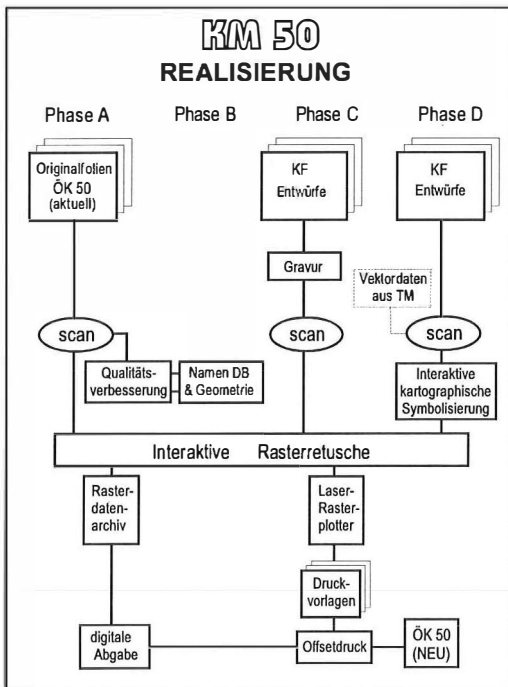 KM 50
REALISIERUNG
Phase A
Phase B
Phase C
Phase D
Originalfolien
ÖK 50
(aktuell)
KF
Entwürfe
KF
Entwürfe
Gravur
Vektordaten
aus TM
scan
scan
scan
Qualitäts-
verbesserung
Namen DB
& Geometrie
Interaktive
kartographische
Symbolisierung
Interaktive Rasterretusche
Raster-
daten-
archiv
Laser-
Raster-
plotter
Druck-
vorlagen
digitale
Abgabe
Offsetdruck
ÖK 50
(NEU)